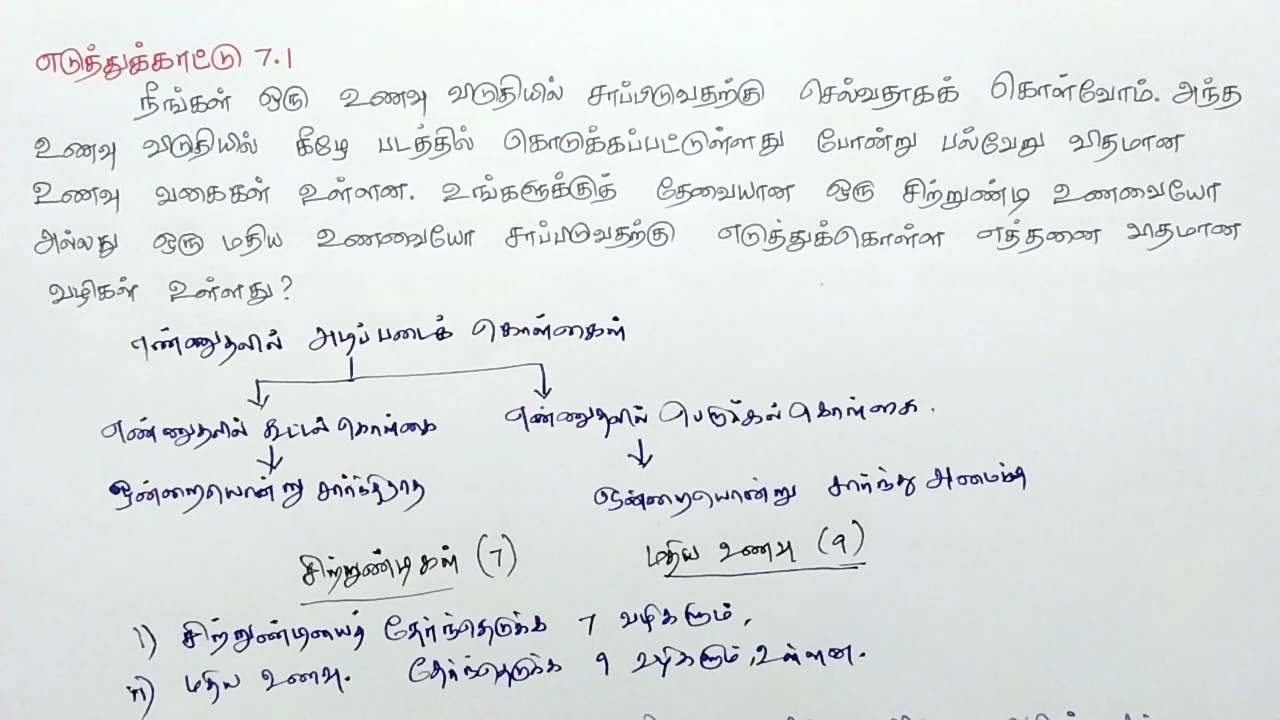 எடுத்துக்காட்டு 7.1
நீங்கள் ஒரு உணவு விடுதியில் சாப்பிடுவதற்கு செல்வதாகக் கொள்வோம். அந்த
உணவு விடுதியில் கீழே படத்தில் கொடுக்கப்பட்டுள்ளது போன்று பல்வேறு விதமான
உணவு வகைகள் உள்ளன. உங்களுக்குத் தேவையான ஒரு சிற்றுண்டி உணவையோ
அல்லது ஒரு மதிய உணவையோ சாப்பிடுவதற்கு எடுத்துக்கொள்ள எத்தனை விதமான
வழிகள் உள்ளது?
எண்ணுதலில் அடிப்படைக் கொள்கைகள்
எண்ணுதலில் கூட்டல் கொள்கை எண்ணுதலில் பெருக்கல் கொள்கை.
ஒன்றையொன்று சார்ந்திராத ஒன்றையொன்று சார்ந்து
சிற்றுண்டிகள் (7) மதிய உணவு (9)
i) சிற்றுண்டியைத் தேர்ந்தெடுக்க 7 வழிகளும்,
ii) மதிய உணவு. தேர்ந்தெடுக்க 9 வழிகளும், உள்ளன.